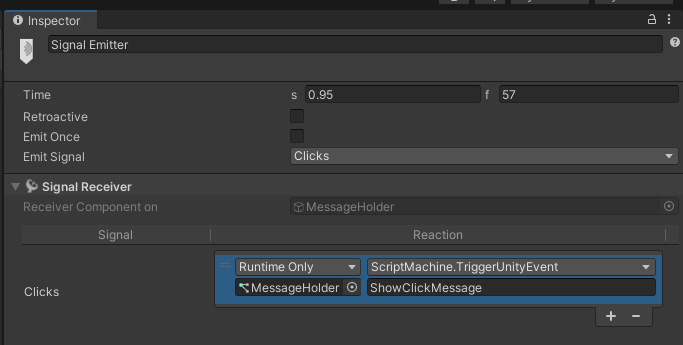 Inspector
Signal Emitter
Time s 0.95 f 57
Retroactive
Emit Once
Emit Signal Clicks
Signal Receiver
Receiver Component on MessageHolder
Signal Reaction
Runtime Only ScriptMachine.TriggerUnityEvent
Clicks MessageHolder ShowClickMessage